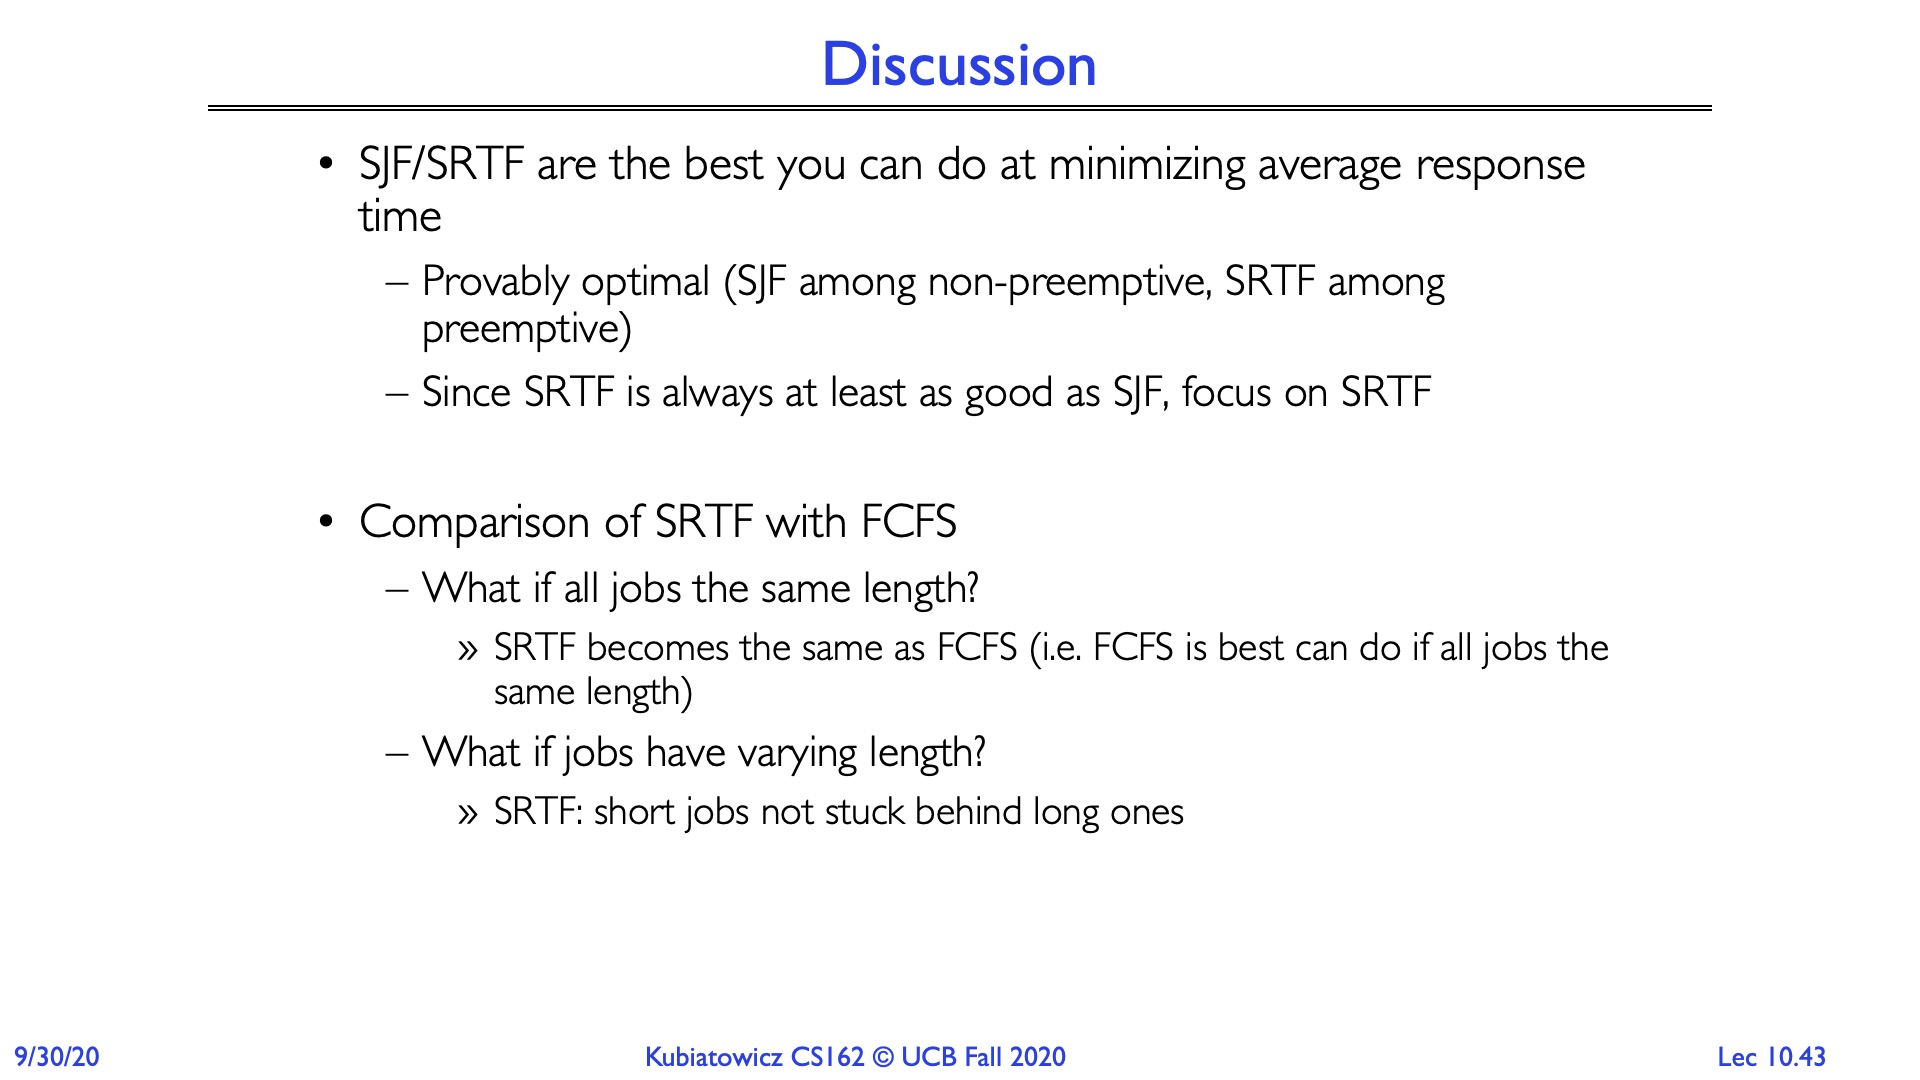 Discussion
• SJF/SRTF are the best you can do at minimizing average response
time
– Provably optimal (SJF among non-preemptive, SRTF among
preemptive)
– Since SRTF is always at least as good as SJF, focus on SRTF
• Comparison of SRTF with FCFS
– What if all jobs the same length?
» SRTF becomes the same as FCFS (i.e. FCFS is best can do if all jobs the
same length)
– What if jobs have varying length?
» SRTF: short jobs not stuck behind long ones
9/30/20
Kubiatowicz CS162 © UCB Fall 2020
Lec 10.43